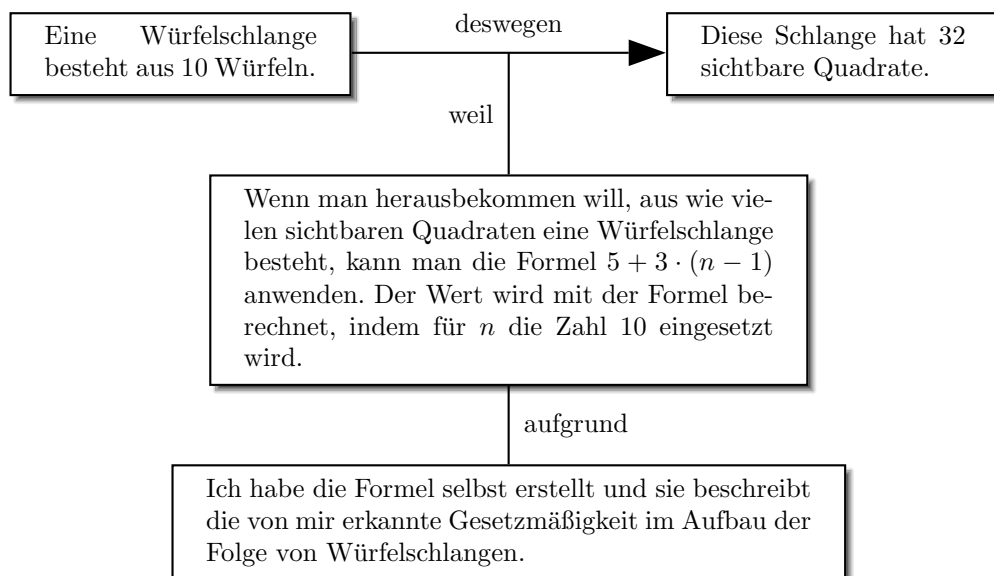 Eine Würfelschlange
besteht aus 10 Würfeln.
deswegen
Diese Schlange hat 32
sichtbare Quadrate.
weil
Wenn man herausbekommen will, aus wie vie-
len sichtbaren Quadraten eine Würfelschlange
besteht, kann man die Formel 5 + 3 · (n − 1)
anwenden. Der Wert wird mit der Formel be-
rechnet, indem für n die Zahl 10 eingesetzt
wird.
aufgrund
Ich habe die Formel selbst erstellt und sie beschreibt
die von mir erkannte Gesetzmäßigkeit im Aufbau der
Folge von Würfelschlangen.